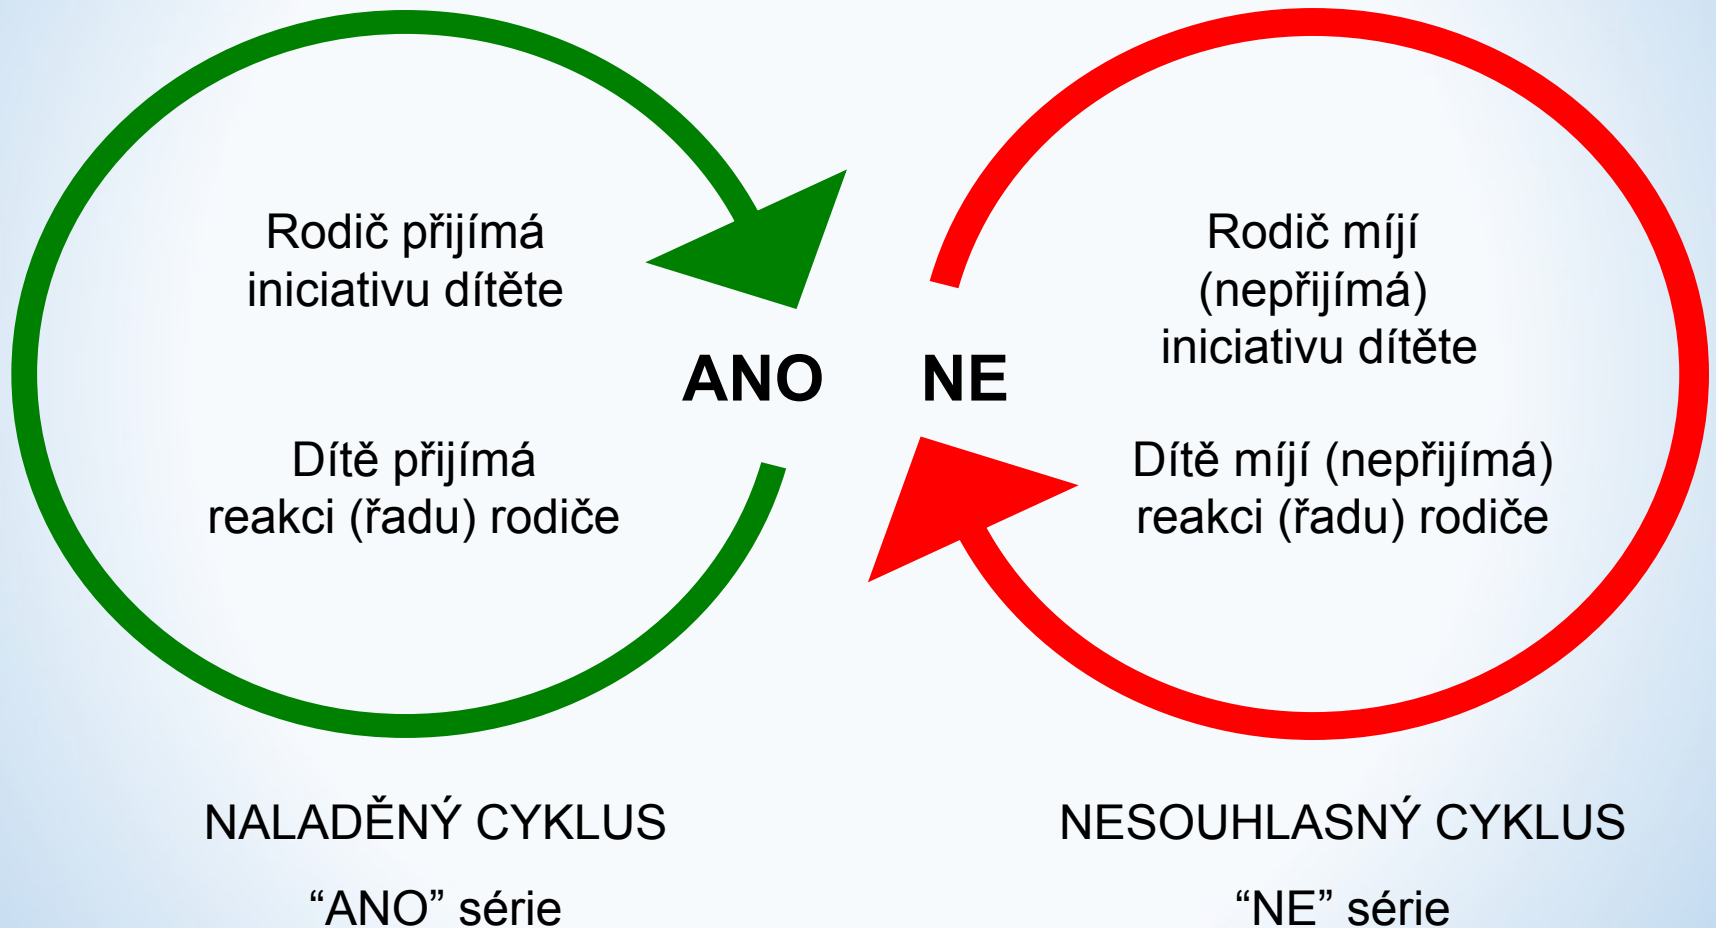 Rodič přijímá
iniciativu dítěte
Dítě přijímá
reakci (řadu) rodiče
ANO
NE
Rodič míjí
(nepřijímá)
iniciativu dítěte
Dítě míjí (nepřijímá)
reakci (řadu) rodiče
NALADĚNÝ CYKLUS
“ANO” série
NESOUHLASNÝ CYKLUS
“NE” série